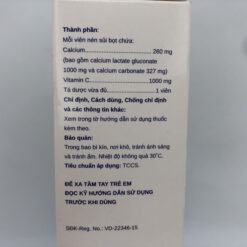 Thành phần:
Mỗi viên nén sủi bọt chứa:
Calcium................................260 mg
(bao gồm calcium lactate gluconate
1000 mg và calcium carbonate 327 mg)
Vitamin C............................1000 mg
Tá dược vừa đủ.....................1 viên
Chỉ định, Cách dùng, Chống chỉ định
và các thông tin khác:
Xem trong tờ hướng dẫn sử dụng thuốc
kèm theo.
Bảo quản:
Trong bao bì kín, nơi khô, tránh ánh sáng
và tránh ẩm. Nhiệt độ không quá 30°C.
Tiêu chuẩn áp dụng: TCCS.
ĐỂ XA TẦM TAY TRẺ EM
ĐỌC KỸ HƯỚNG DẪN SỬ DỤNG
TRƯỚC KHI DÙNG
SĐK-Reg. No.: VD-22346-15